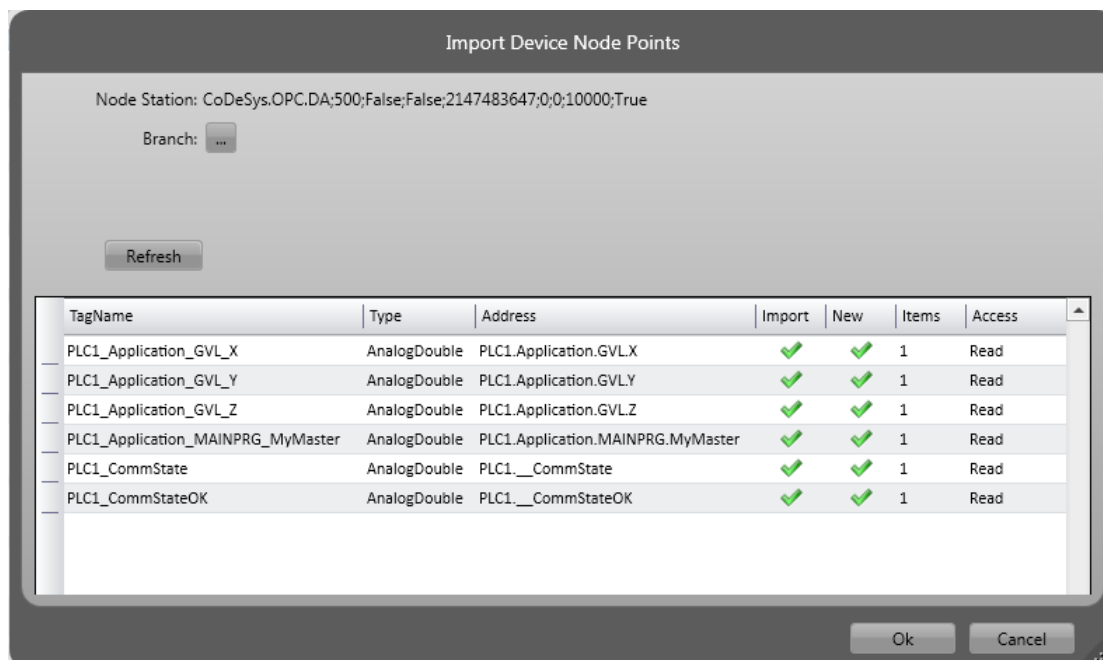 Import Device Node Points
Node Station: CoDeSys.OPC.DA;500;False;False;2147483647;0;0;10000;True
Branch: ...
Refresh
TagName Type Address Import New Items Access
PLC1_Application_GVL_X AnalogDouble PLC1.Application.GVL.X 1 Read
PLC1_Application_GVL_Y AnalogDouble PLC1.Application.GVL.Y 1 Read
PLC1_Application_GVL_Z AnalogDouble PLC1.Application.GVL.Z 1 Read
PLC1_Application_MAINPRG_MyMaster AnalogDouble PLC1.Application.MAINPRG.MyMaster 1 Read
PLC1_CommState AnalogDouble PLC1.__CommState 1 Read
PLC1_CommStateOK AnalogDouble PLC1.__CommStateOK 1 Read
Ok Cancel